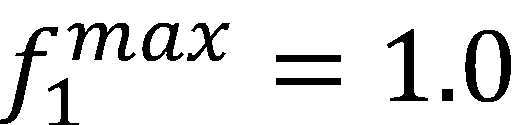 $f_1^{max} = 1.0$